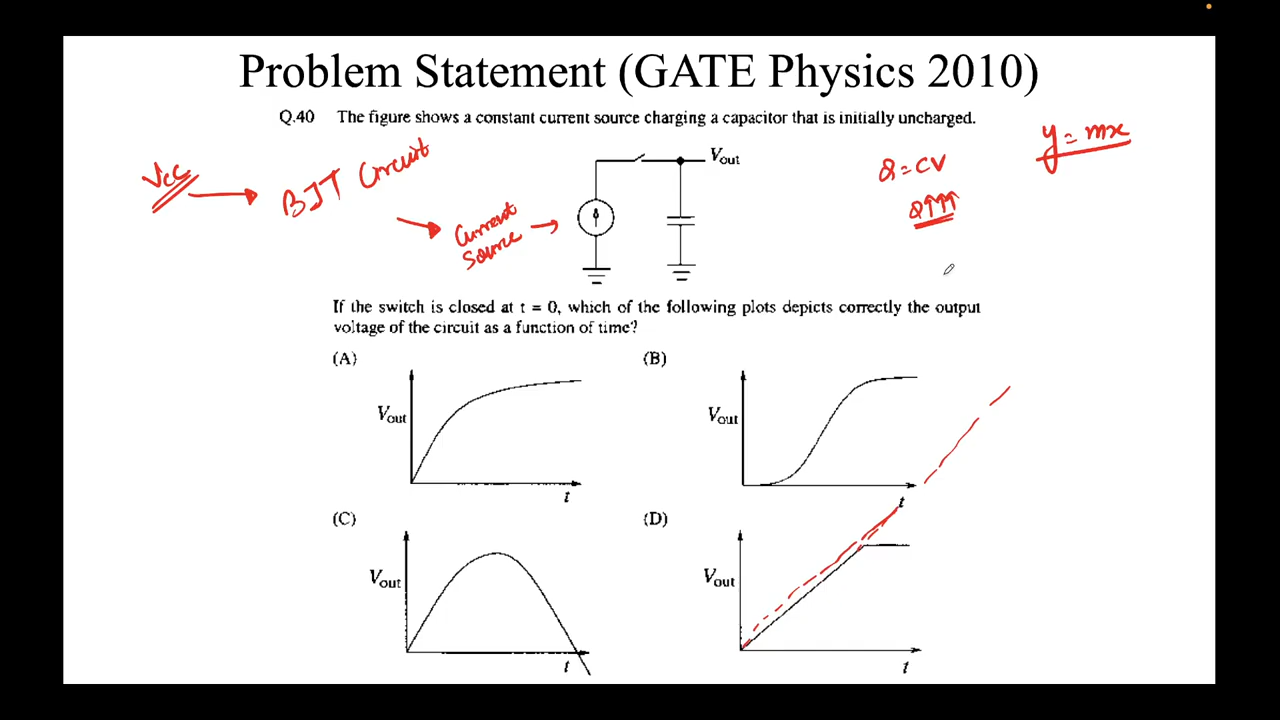 Problem Statement (GATE Physics 2010)
Q.40 The figure shows a constant current source charging a capacitor that is initially uncharged.
y = mx
Vcc
BJT Circuit
Current
Source
Vout
Q = CV
Q↑↑↑
If the switch is closed at t = 0, which of the following plots depicts correctly the output
voltage of the circuit as a function of time?
(A)
Vout
t
(B)
Vout
t
(C)
Vout
t
(D)
Vout
t